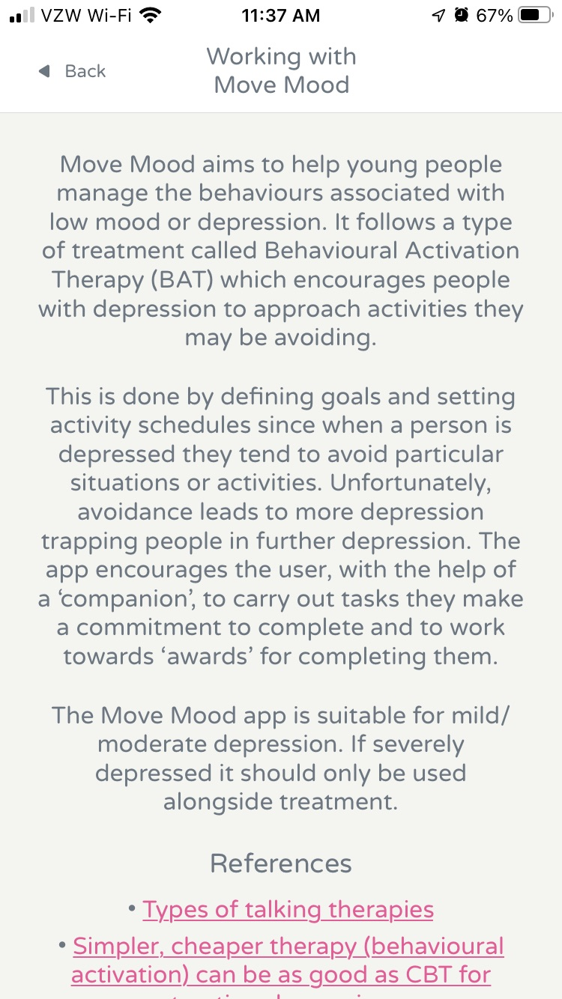 VZW Wi-Fi 11:37 AM 67%
Back
Working with
Move Mood
Move Mood aims to help young people
manage the behaviours associated with
low mood or depression. It follows a type
of treatment called Behavioural Activation
Therapy (BAT) which encourages people
with depression to approach activities they
may be avoiding.
This is done by defining goals and setting
activity schedules since when a person is
depressed they tend to avoid particular
situations or activities. Unfortunately,
avoidance leads to more depression
trapping people in further depression. The
app encourages the user, with the help of
a ‘companion’, to carry out tasks they make
a commitment to complete and to work
towards ‘awards’ for completing them.
The Move Mood app is suitable for mild/
moderate depression. If severely
depressed it should only be used
alongside treatment.
References
• Types of talking therapies
• Simpler, cheaper therapy (behavioural
activation) can be as good as CBT for